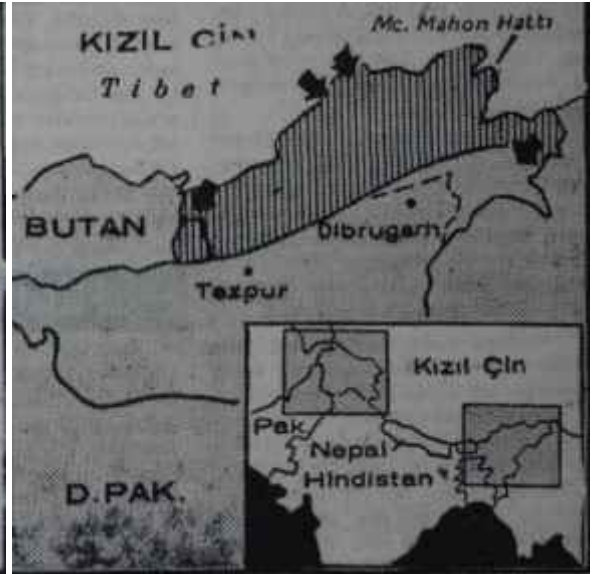 Mc. Mahon Hattı
KIZIL Çin
Tibet
BUTAN
Dibrugarh
Tezpur
Kızıl Çin
Pak
Nepal
Hindistan
D.PAK.